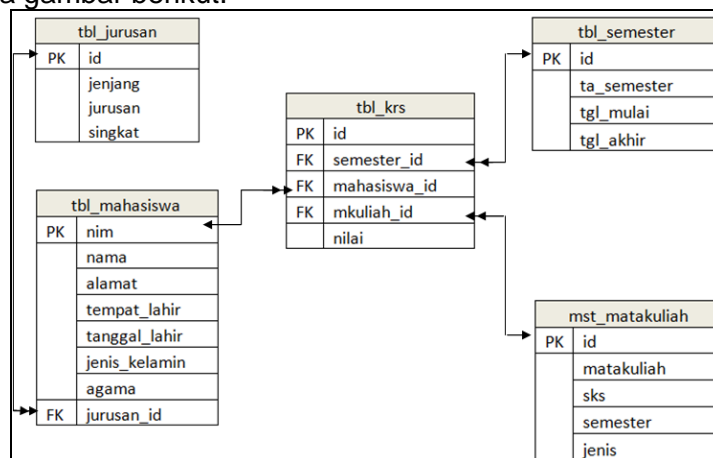 a gambar berikut:
tbl_jurusan
PK id
jenjang
jurusan
singkat
tbl_semester
PK id
ta_semester
tgl_mulai
tgl_akhir
tbl_krs
PK id
FK semester_id
FK mahasiswa_id
FK mkuliah_id
nilai
tbl_mahasiswa
PK nim
nama
alamat
tempat_lahir
tanggal_lahir
jenis_kelamin
agama
FK jurusan_id
mst_matakuliah
PK id
matakuliah
sks
semester
jenis